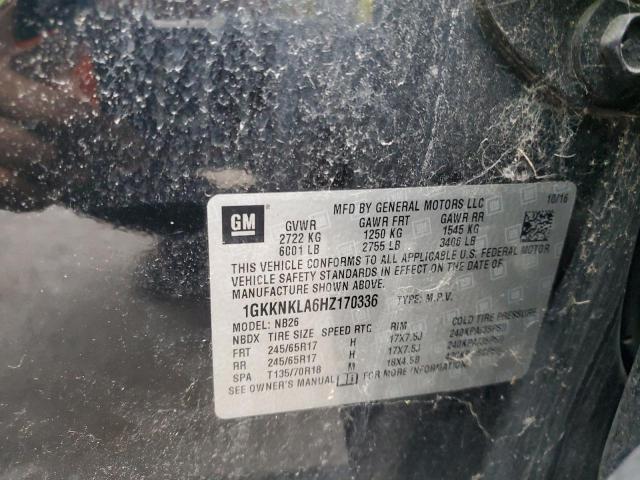 GM
MFD BY GENERAL MOTORS LLC 10/16
GVWR GAWR FRT GAWR RR
2722 KG 1250 KG 1545 KG
6001 LB 2755 LB 3406 LB
THIS VEHICLE CONFORMS TO ALL APPLICABLE U.S. FEDERAL MOTOR
VEHICLE SAFETY STANDARDS IN EFFECT ON THE DATE OF
MANUFACTURE SHOWN ABOVE.
1GKKNKLA6HZ170336 TYPE: M.P.V.
MODEL: NB26
NBDX TIRE SIZE SPEED RTG RIM COLD TIRE PRESSURE
FRT 245/65R17 H 17X7.5J 240KPA/35PSI
RR 245/65R17 H 17X7.5J 240KPA/35PSI
SPA T135/70R18 M 18X4.5B
SEE OWNER'S MANUAL FOR MORE INFORMATION.